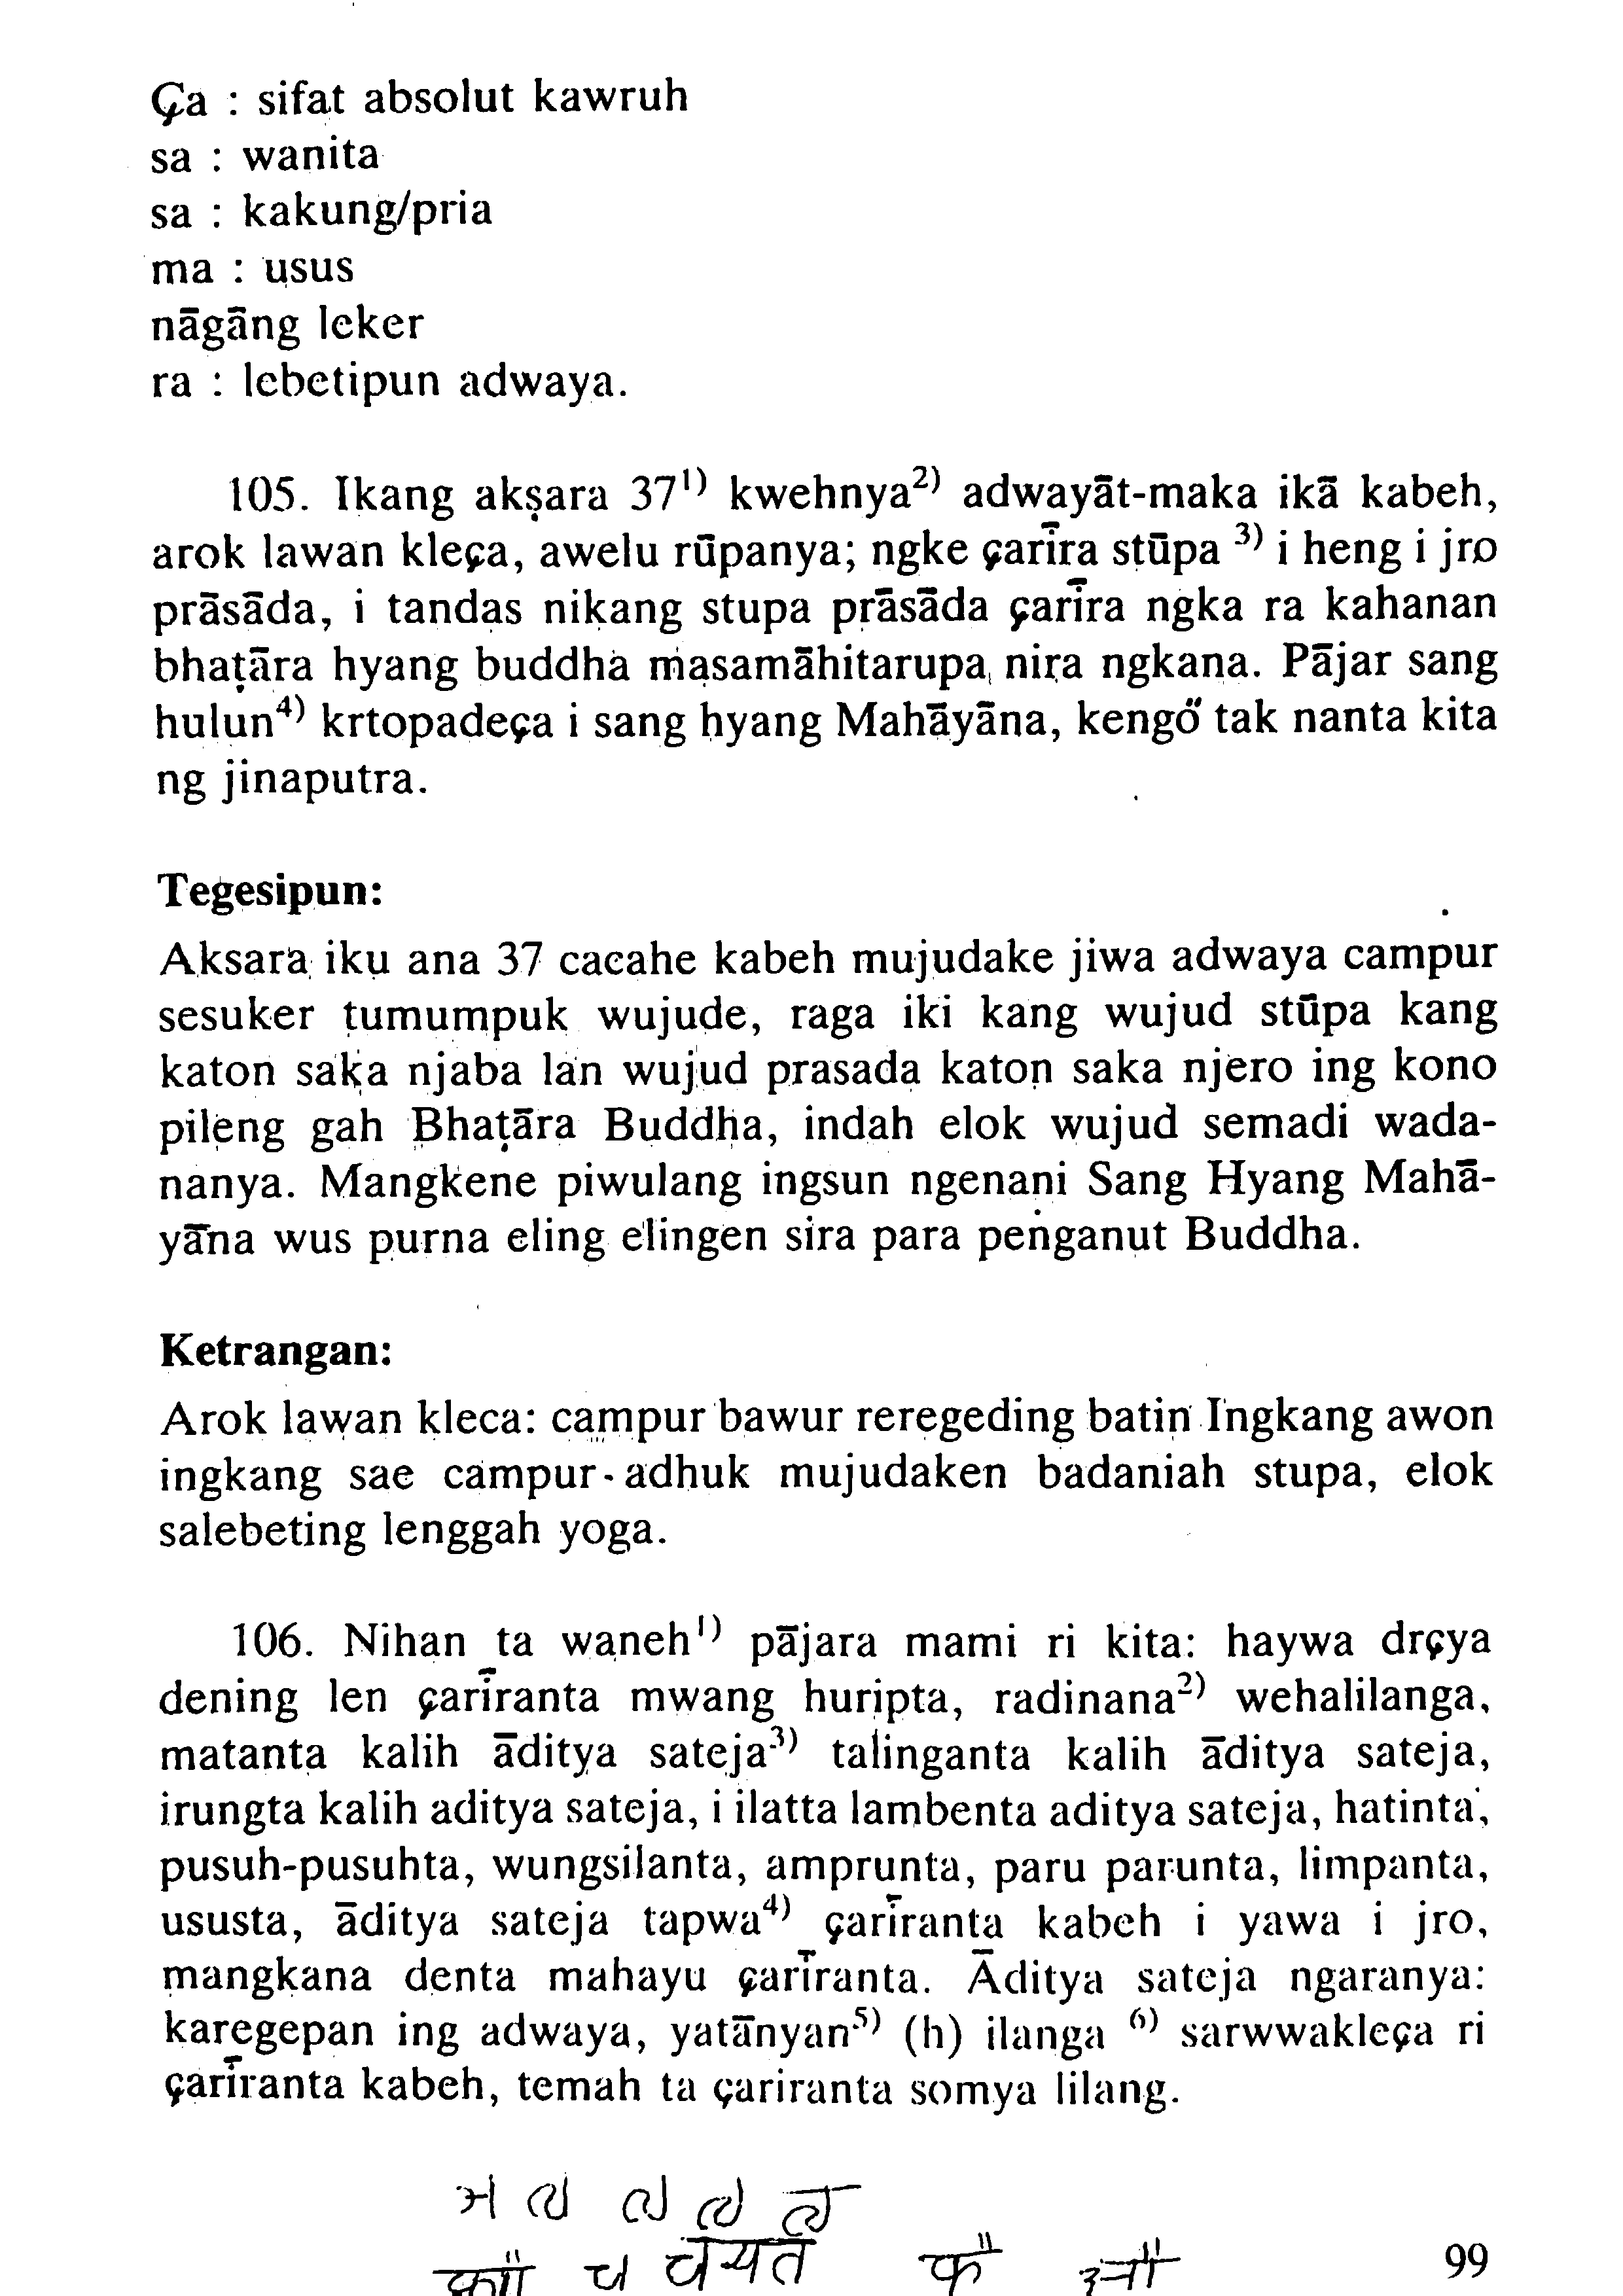 Ça : sifat absolut kawruh
sa : wanita
sa : kakung/pria
ma : usus
nāgāng leker
ra : lebetipun adwaya.
105. Ikang akṣara 37¹⁾ kwehnya²⁾ adwayāt-maka ikā kabeh,
arok lawan kleça, awelu rūpanya; ngke çarīra stūpa ³⁾ i heng i jro
prāsāda, i tandas nikang stupa prāsāda çarīra ngka ra kahanan
bhaṭāra hyang buddha masamāhitarupa nira ngkana. Pājar sang
hulun⁴⁾ krtopadeça i sang hyang Mahāyāna, kengő tak nanta kita
ng jinaputra.
Tegesipun:
Aksara iku ana 37 cacahe kabeh mujudake jiwa adwaya campur
sesuker tumumpuk wujude, raga iki kang wujud stūpa kang
katon saka njaba lan wujud prasada katon saka njero ing kono
pileng gah Bhaṭāra Buddha, indah elok wujud semadi wada-
nanya. Mangkene piwulang ingsun ngenani Sang Hyang Mahā-
yāna wus purna eling elingen sira para penganut Buddha.
Ketrangan:
Arok lawan kleca: campur bawur reregeding batin Ingkang awon
ingkang sae campur-adhuk mujudaken badaniah stupa, elok
salebeting lenggah yoga.
106. Nihan ta waneh¹⁾ pājara mami ri kita: haywa drçya
dening len çarīranta mwang huripta, radinana²⁾ wehalilanga,
matanta kalih āditya sateja³⁾ talinganta kalih āditya sateja,
irungta kalih aditya sateja, i ilatta lambenta aditya sateja, hatinta,
pusuh-pusuhta, wungsilanta, amprunta, paru parunta, limpanta,
ususta, āditya sateja tapwa⁴⁾ çarīranta kabeh i yawa i jro,
mangkana denta mahayu çarīranta. Āditya sateja ngaranya:
karegepan ing adwaya, yatānyan⁵⁾ (h) ilanga ⁶⁾ sarwwakleça ri
çarīranta kabeh, temah ta çariranta somya lilang.
99